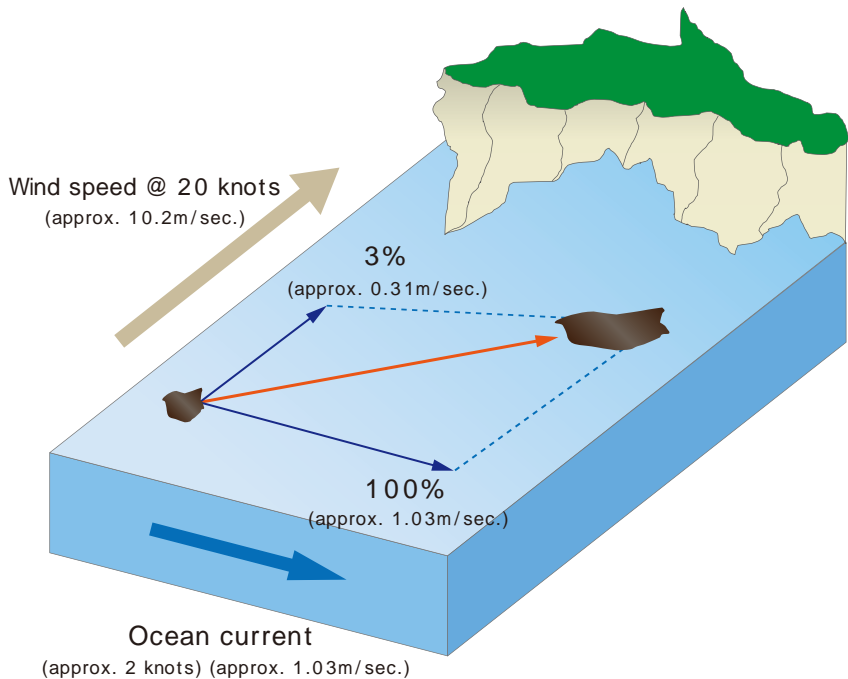 Wind speed @ 20 knots
(approx. 10.2m/sec.)
3%
(approx. 0.31m/sec.)
100%
(approx. 1.03m/sec.)
Ocean current
(approx. 2 knots) (approx. 1.03m/sec.)